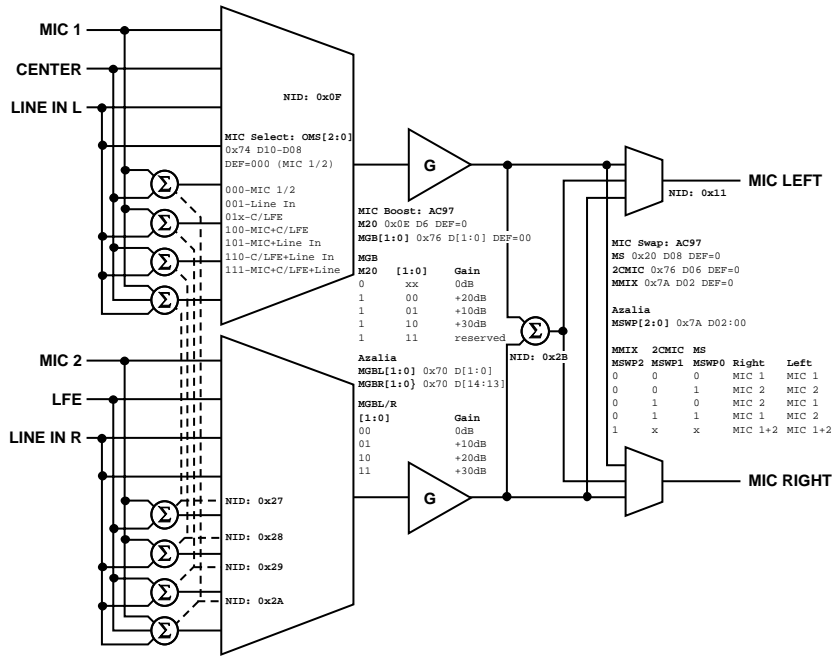 MIC 1
CENTER
LINE IN L
NID: 0x0F
MIC Select: OMS[2:0]
0x74 D10-D08
DEF=000 (MIC 1/2)
000-MIC 1/2
001-Line In
01x-C/LFE
100-MIC+C/LFE
101-MIC+Line In
110-C/LFE+Line In
111-MIC+C/LFE+Line
Σ
Σ
Σ
Σ
G
MIC Boost: AC97
M20 0x0E D6 DEF=0
MGB[1:0] 0x76 D[1:0] DEF=00
MGB
M20 [1:0] Gain
0 xx 0dB
1 00 +20dB
1 01 +10dB
1 10 +30dB
1 11 reserved
Azalia
MGBL[1:0] 0x70 D[1:0]
MGBR[1:0} 0x70 D[14:13]
MGBL/R
[1:0] Gain
00 0dB
01 +10dB
10 +20dB
11 +30dB
Σ
NID: 0x2B
NID: 0x11
MIC LEFT
MIC Swap: AC97
MS 0x20 D08 DEF=0
2CMIC 0x76 D06 DEF=0
MMIX 0x7A D02 DEF=0
Azalia
MSWP[2:0] 0x7A D02:00
MMIX 2CMIC MS
MSWP2 MSWP1 MSWP0 Right Left
0 0 0 MIC 1 MIC 1
0 0 1 MIC 2 MIC 2
0 1 0 MIC 2 MIC 1
0 1 1 MIC 1 MIC 2
1 x x MIC 1+2 MIC 1+2
MIC RIGHT
MIC 2
LFE
LINE IN R
Σ
Σ
Σ
Σ
NID: 0x27
NID: 0x28
NID: 0x29
NID: 0x2A
G